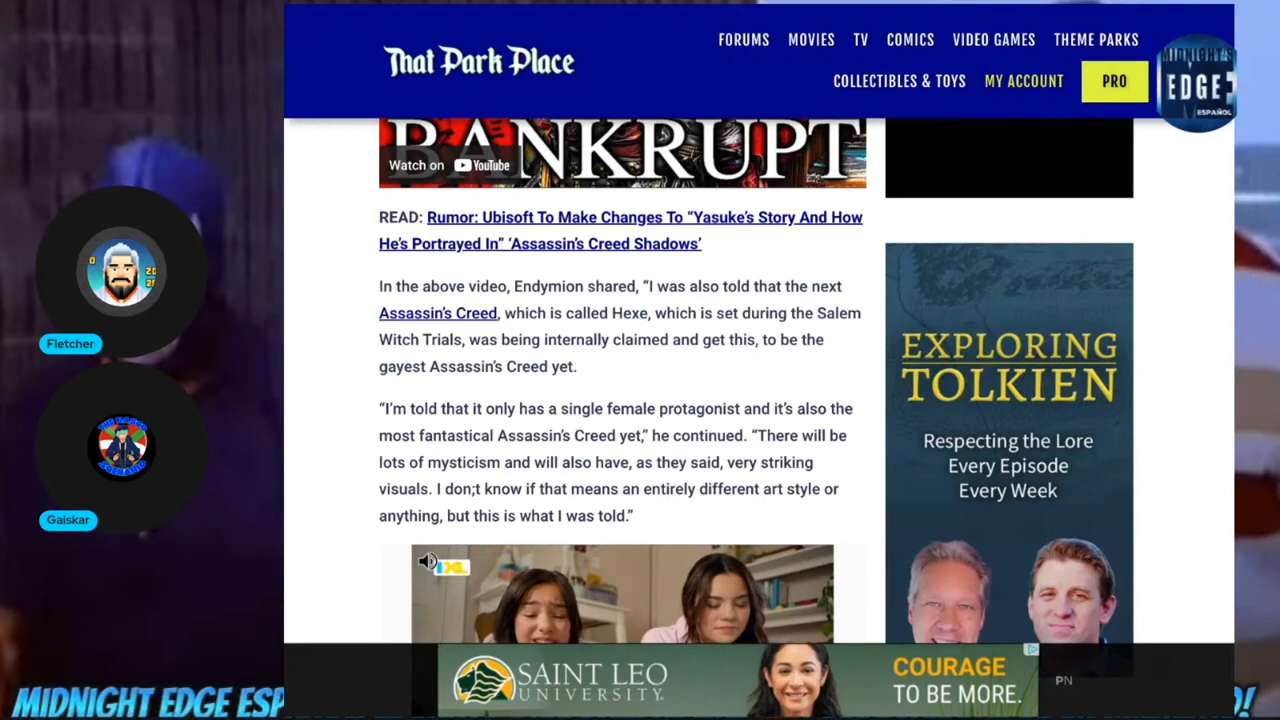 That Park Place
FORUMS MOVIES TV COMICS VIDEO GAMES THEME PARKS
COLLECTIBLES & TOYS MY ACCOUNT PRO
MIDNIGHT'S
EDGE
ESPAÑOL
BANKRUPT
Watch on YouTube
READ: Rumor: Ubisoft To Make Changes To “Yasuke’s Story And How
He’s Portrayed In” ‘Assassin’s Creed Shadows’
In the above video, Endymion shared, “I was also told that the next
Assassin’s Creed, which is called Hexe, which is set during the Salem
Witch Trials, was being internally claimed and get this, to be the
gayest Assassin’s Creed yet.
“I’m told that it only has a single female protagonist and it’s also the
most fantastical Assassin’s Creed yet,” he continued. “There will be
lots of mysticism and will also have, as they said, very striking
visuals. I don;t know if that means an entirely different art style or
anything, but this is what I was told.”
EXPLORING
TOLKIEN
Respecting the Lore
Every Episode
Every Week
Fletcher
Gaiskar
IXL
SAINT LEO
UNIVERSITY.
COURAGE
TO BE MORE.
PN
MIDNIGHT EDGE ESP